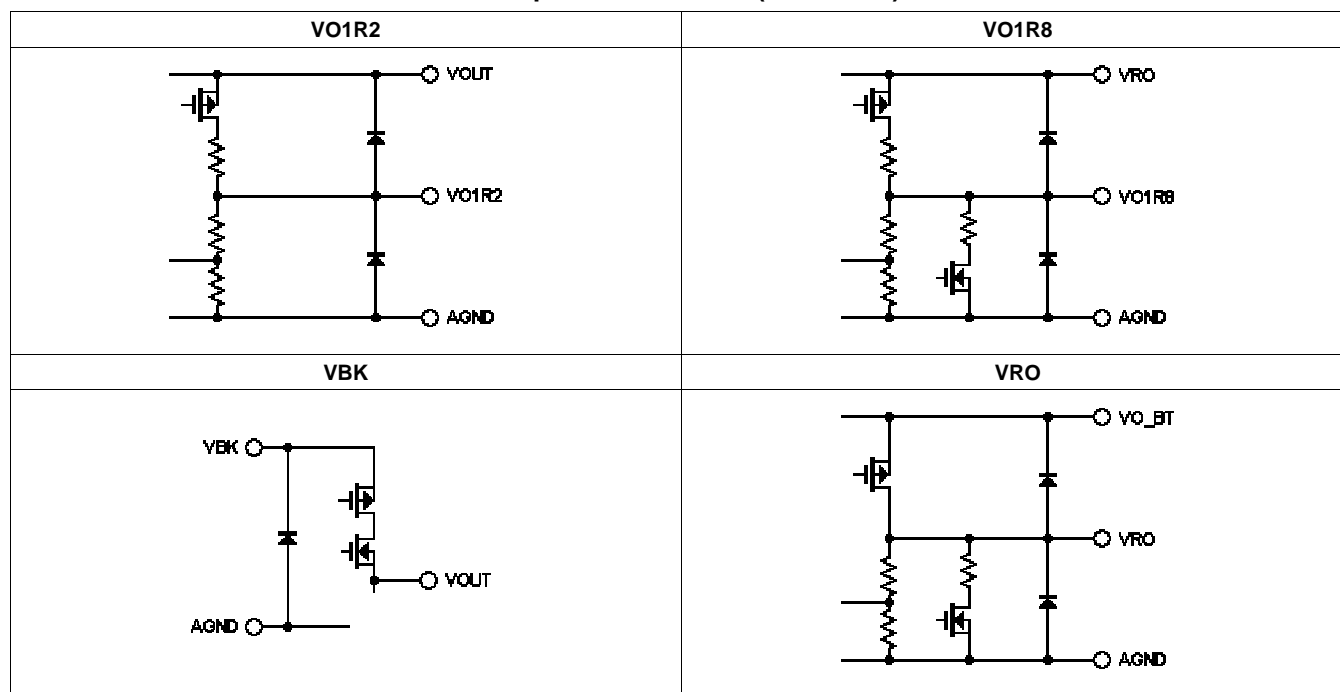 VO1R2
VO1R8
VOUT
VO1R2
AGND
VRO
VO1R8
AGND
VBK
VRO
VBK
VOUT
AGND
VO_BT
VRO
AGND